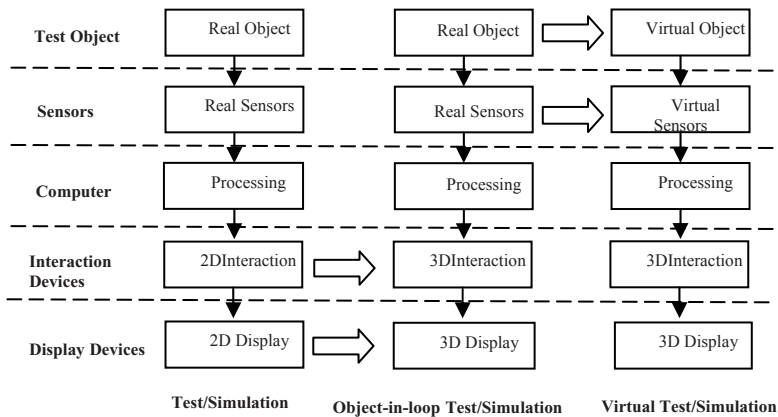 Test Object
Real Object
Real Object
Virtual Object
Sensors
Real Sensors
Real Sensors
Virtual
Sensors
Computer
Processing
Processing
Processing
Interaction
Devices
2DInteraction
3DInteraction
3DInteraction
Display Devices
2D Display
3D Display
3D Display
Test/Simulation
Object-in-loop Test/Simulation
Virtual Test/Simulation